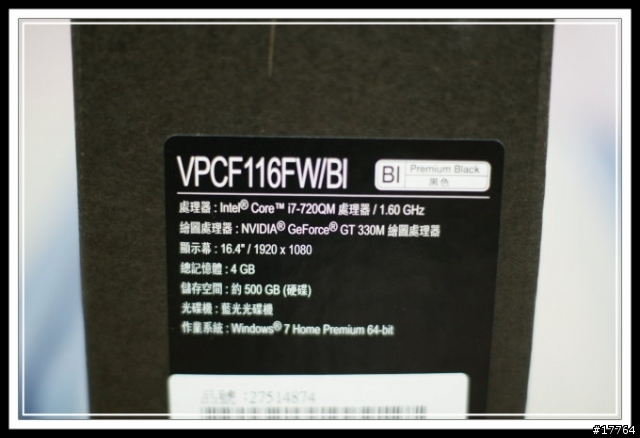 VPCF116FW/BI
BI Premium Black
黑色
處理器 : Intel® Core™ i7-720QM 處理器 / 1.60 GHz
繪圖處理器 : NVIDIA® GeForce® GT 330M 繪圖處理器
顯示幕 : 16.4" / 1920 x 1080
總記憶體 : 4 GB
儲存空間 : 約 500 GB (硬碟)
光碟機 : 藍光光碟機
作業系統 : Windows® 7 Home Premium 64-bit
品號 :27514874
#17764